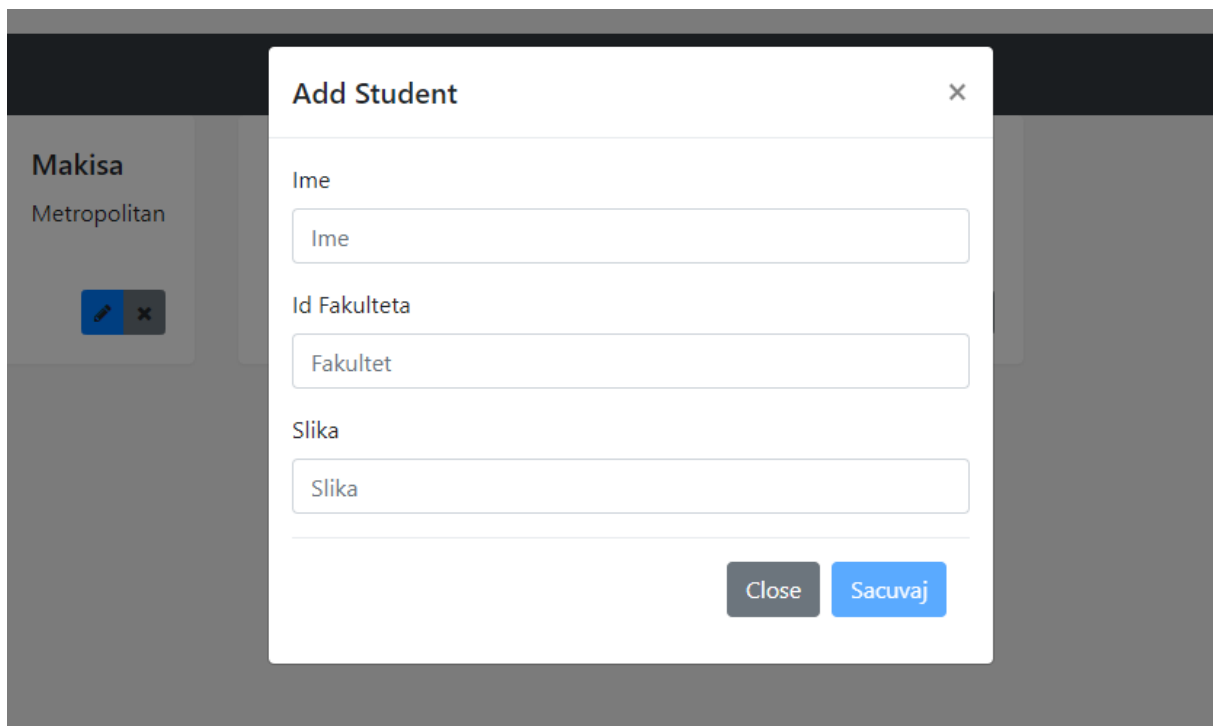 Add Student ×
Makisa
Metropolitan
Ime
Ime
Id Fakulteta
Fakultet
Slika
Slika
Close Sacuvaj